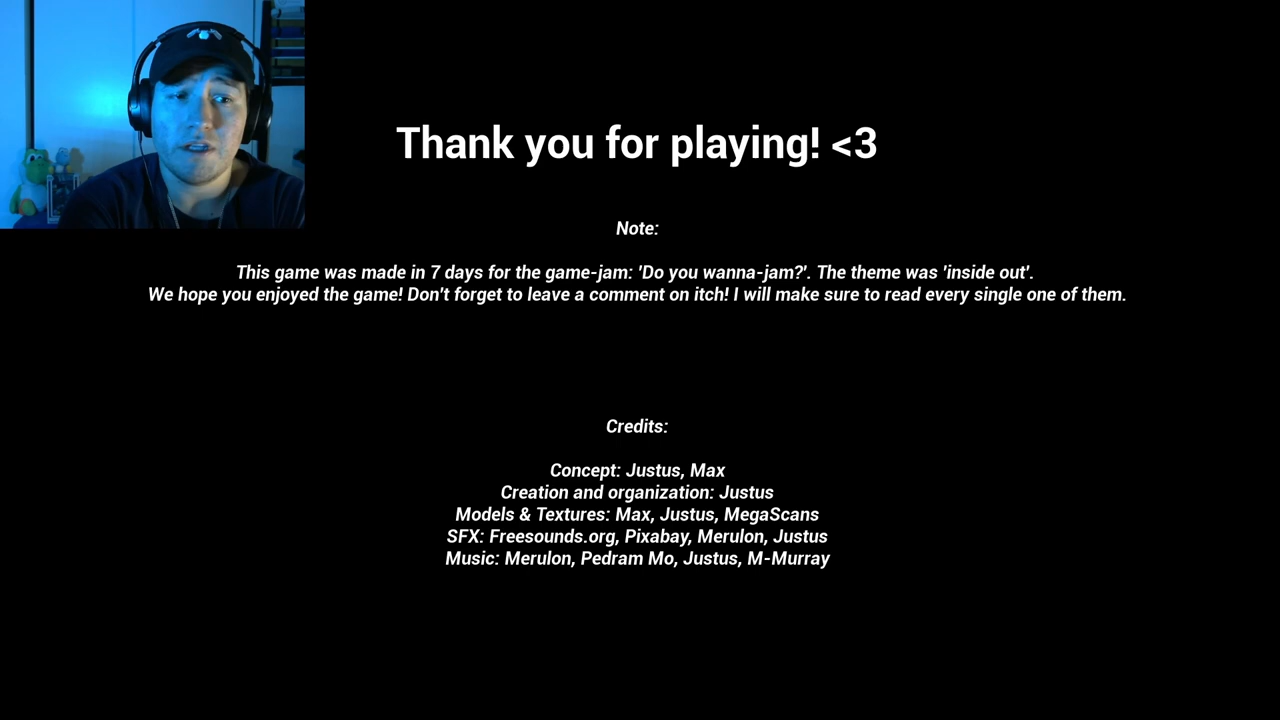 Thank you for playing! <3
Note:
This game was made in 7 days for the game-jam: 'Do you wanna-jam?'. The theme was 'inside out'.
We hope you enjoyed the game! Don't forget to leave a comment on itch! I will make sure to read every single one of them.
Credits:
Concept: Justus, Max
Creation and organization: Justus
Models & Textures: Max, Justus, MegaScans
SFX: Freesounds.org, Pixabay, Merulon, Justus
Music: Merulon, Pedram Mo, Justus, M-Murray